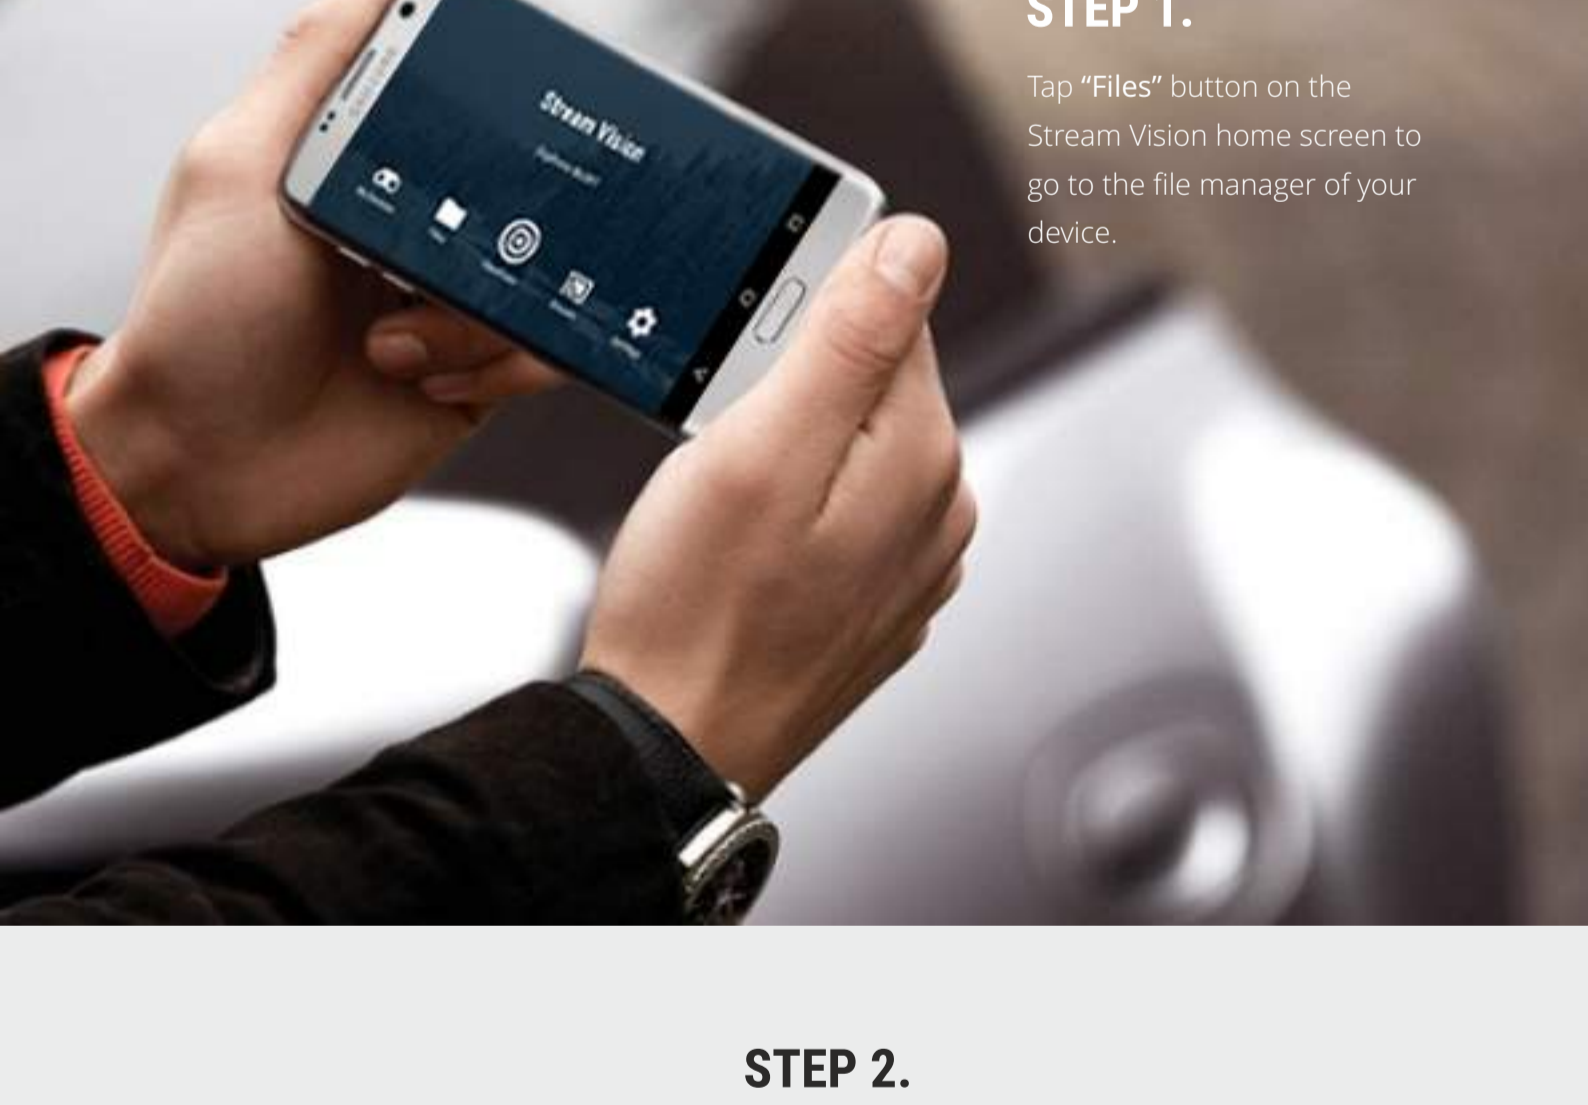 STEP 1.
Tap “Files” button on the
Stream Vision home screen to
go to the file manager of your
device.
Stream Vision
STEP 2.